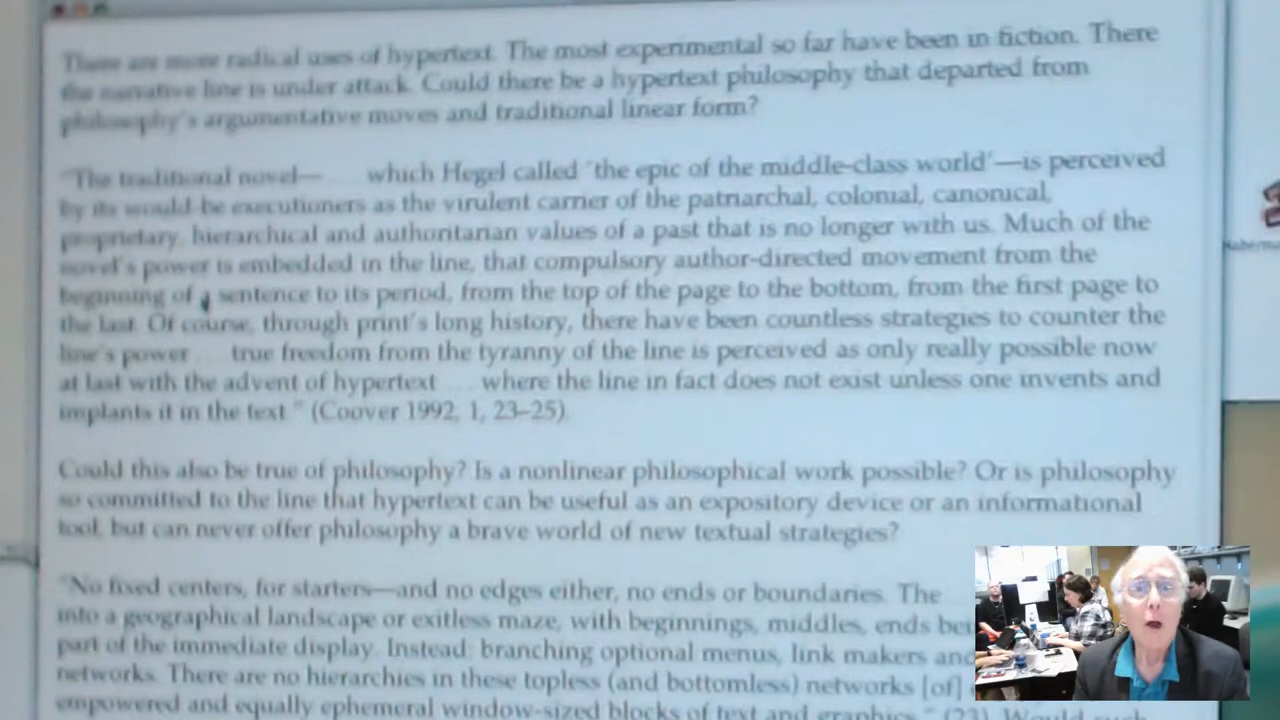 There are more radical uses of hypertext. The most experimental so far have been in fiction. There
the narrative line is under attack. Could there be a hypertext philosophy that departed from
philosophy's argumentative moves and traditional linear form?
"The traditional novel— ... which Hegel called 'the epic of the middle-class world'—is perceived
by its would-be executioners as the virulent carrier of the patriarchal, colonial, canonical,
proprietary, hierarchical and authoritarian values of a past that is no longer with us. Much of the
novel's power is embedded in the line, that compulsory author-directed movement from the
beginning of a sentence to its period, from the top of the page to the bottom, from the first page to
the last. Of course, through print's long history, there have been countless strategies to counter the
line's power ... true freedom from the tyranny of the line is perceived as only really possible now
at last with the advent of hypertext ... where the line in fact does not exist unless one invents and
implants it in the text." (Coover 1992, 1, 23–25).
Could this also be true of philosophy? Is a nonlinear philosophical work possible? Or is philosophy
so committed to the line that hypertext can be useful as an expository device or an informational
tool, but can never offer philosophy a brave world of new textual strategies?
"No fixed centers, for starters—and no edges either, no ends or boundaries. The
into a geographical landscape or exitless maze, with beginnings, middles, ends bei
part of the immediate display. Instead: branching optional menus, link makers and
networks. There are no hierarchies in these topless (and bottomless) networks [of]
empowered and equally ephemeral window-sized blocks of text and graphics." (23). Would such